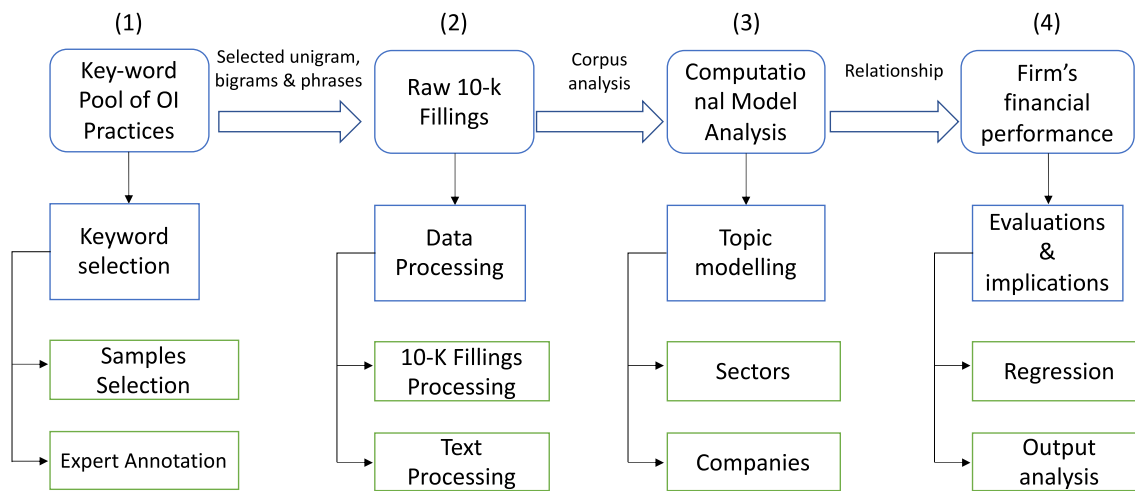 (1)
(2)
(3)
(4)
Key-word
Pool of OI
Practices
Selected unigram,
bigrams & phrases
Raw 10-k
Fillings
Corpus
analysis
Computatio
nal Model
Analysis
Relationship
Firm's
financial
performance
Keyword
selection
Data
Processing
Topic
modelling
Evaluations
&
implications
Samples
Selection
10-K Fillings
Processing
Sectors
Regression
Expert Annotation
Text
Processing
Companies
Output
analysis